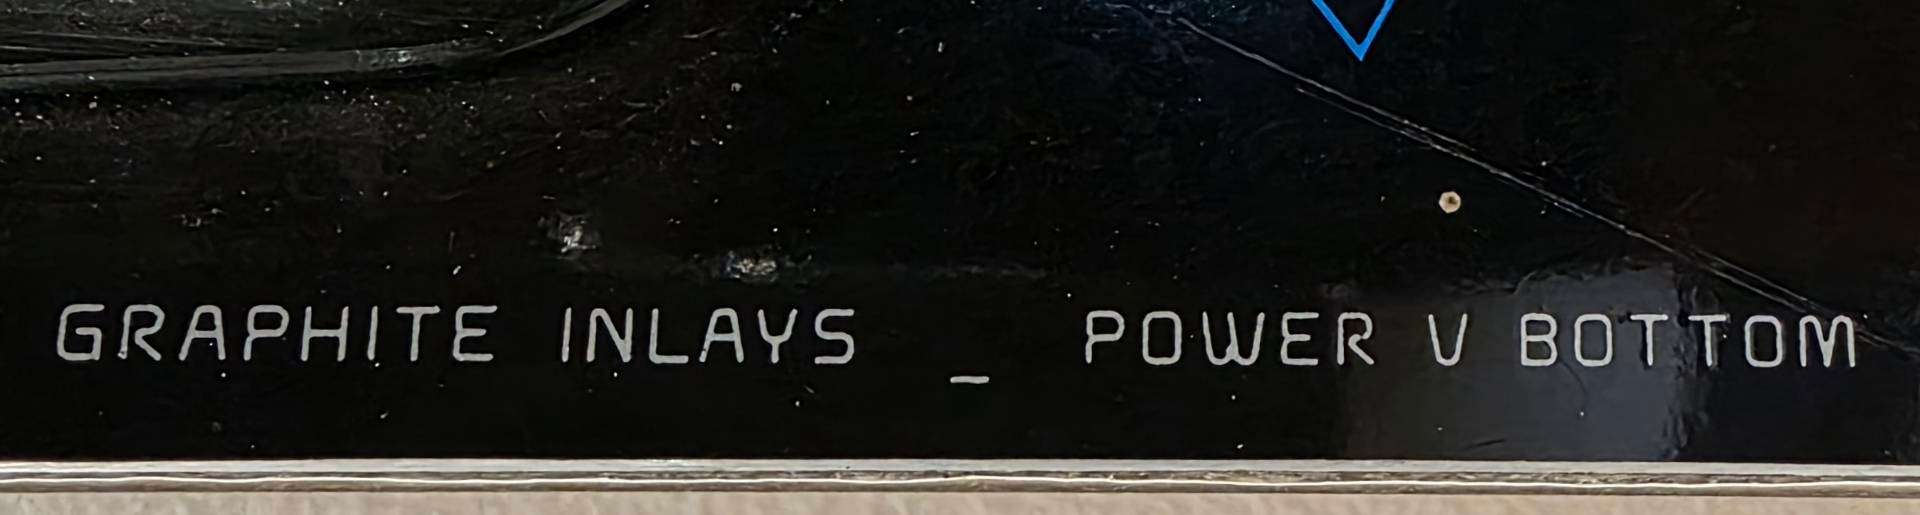 GRAPHITE INLAYS _ POWER V BOTTOM